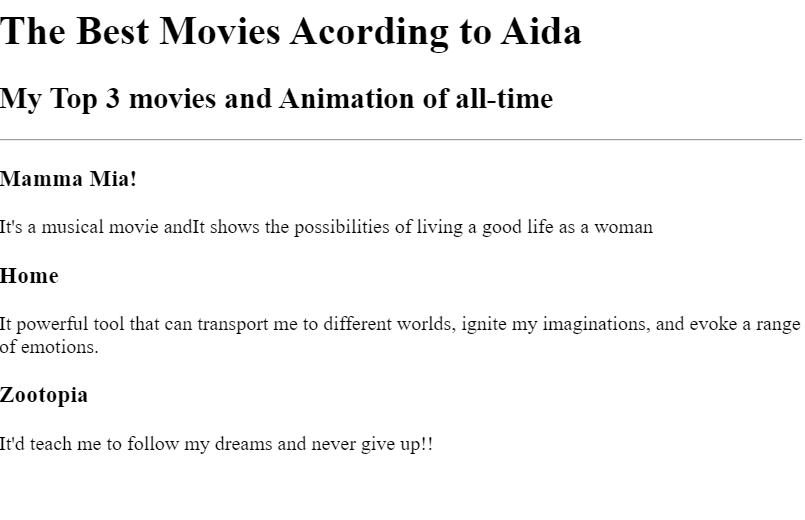 The Best Movies Acording to Aida
My Top 3 movies and Animation of all-time
Mamma Mia!
It's a musical movie andIt shows the possibilities of living a good life as a woman
Home
It powerful tool that can transport me to different worlds, ignite my imaginations, and evoke a range
of emotions.
Zootopia
It'd teach me to follow my dreams and never give up!!